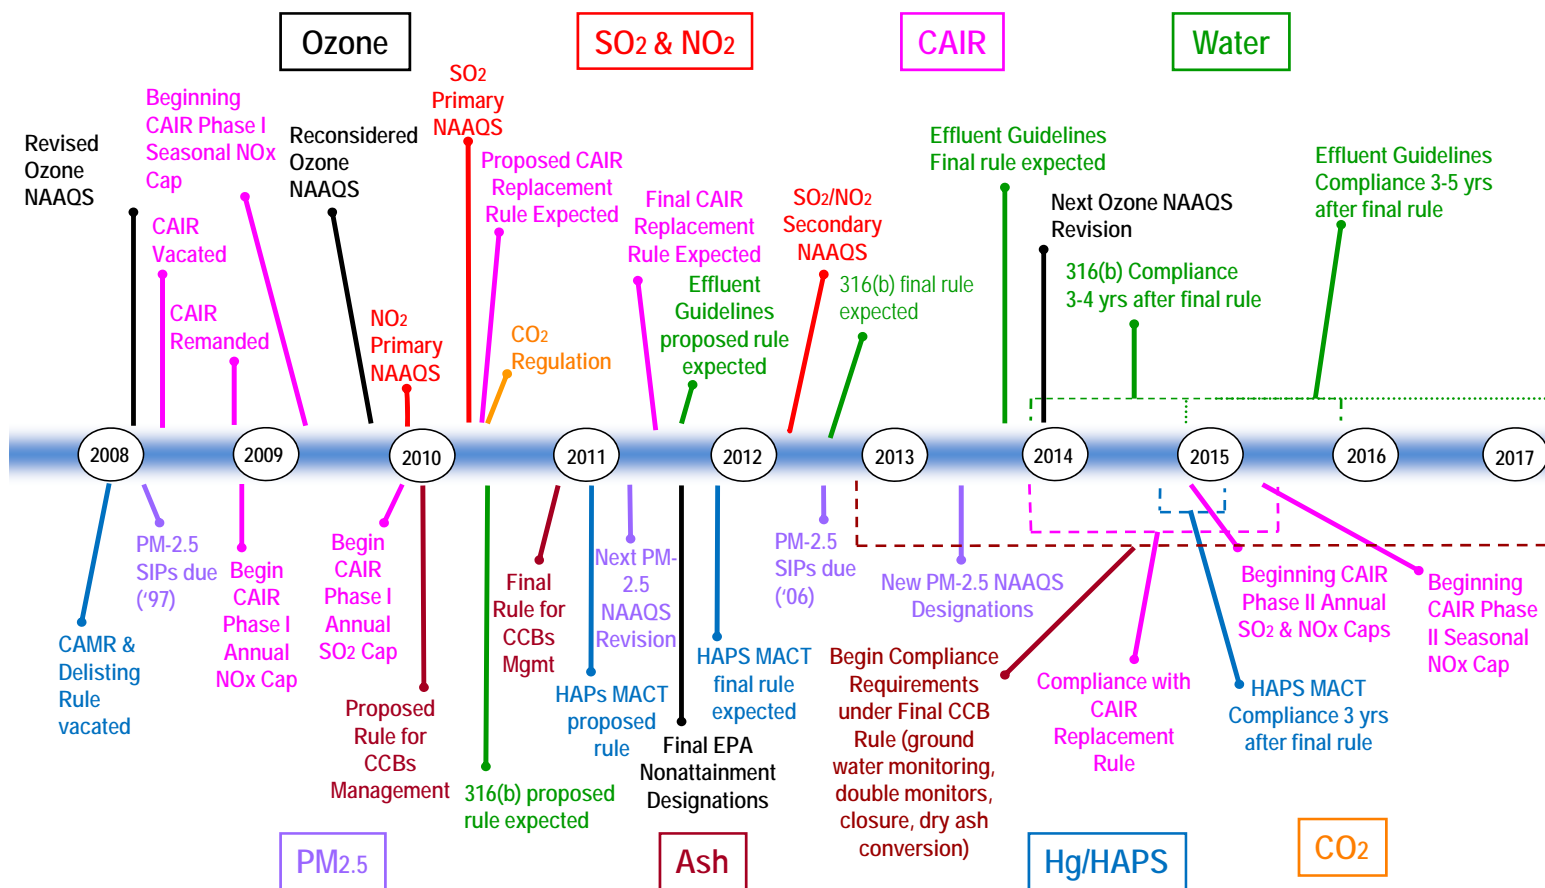 Ozone
SO2 & NO2
CAIR
Water
Revised
Ozone
NAAQS
Beginning
CAIR Phase I
Seasonal NOx
Cap
CAIR
Vacated
CAIR
Remanded
Reconsidered
Ozone
NAAQS
NO2
Primary
NAAQS
SO2
Primary
NAAQS
Proposed CAIR
Replacement
Rule Expected
CO2
Regulation
Final CAIR
Replacement
Rule Expected
Effluent
Guidelines
proposed rule
expected
SO2/NO2
Secondary
NAAQS
316(b) final rule
expected
Effluent Guidelines
Final rule expected
Next Ozone NAAQS
Revision
316(b) Compliance
3-4 yrs after final rule
Effluent Guidelines
Compliance 3-5 yrs
after final rule
2008
2009
2010
2011
2012
2013
2014
2015
2016
2017
CAMR &
Delisting
Rule
vacated
PM-2.5
SIPs due
('97)
Begin
CAIR
Phase I
Annual
NOx Cap
Begin
CAIR
Phase I
Annual
SO2 Cap
Proposed
Rule for
CCBs
Management
316(b) proposed
rule expected
Final
Rule for
CCBs
Mgmt
HAPs MACT
proposed
rule
Next PM-
2.5
NAAQS
Revision
Final EPA
Nonattainment
Designations
HAPS MACT
final rule
expected
PM-2.5
SIPs due
('06)
Begin Compliance
Requirements
under Final CCB
Rule (ground
water monitoring,
double monitors,
closure, dry ash
conversion)
New PM-2.5 NAAQS
Designations
Compliance with
CAIR
Replacement
Rule
Beginning CAIR
Phase II Annual
SO2 & NOx Caps
HAPS MACT
Compliance 3 yrs
after final rule
Beginning
CAIR Phase
II Seasonal
NOx Cap
PM2.5
Ash
Hg/HAPS
CO2